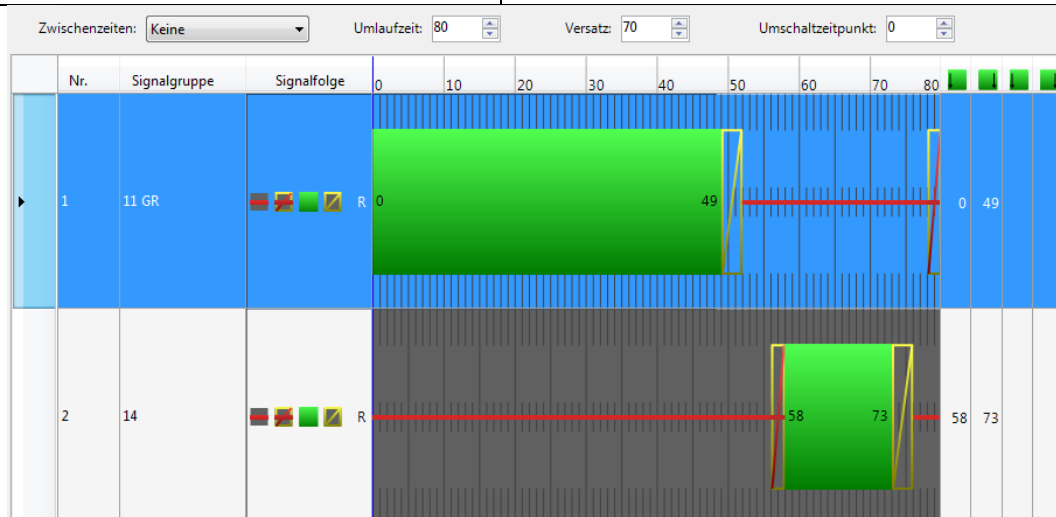 Zwischenzeiten: Keine Umlaufzeit: 80 Versatz: 70 Umschaltzeitpunkt: 0
Nr. Signalgruppe Signalfolge 0 10 20 30 40 50 60 70 80
1 11 GR R 0 49 0 49
2 14 R 58 73 58 73